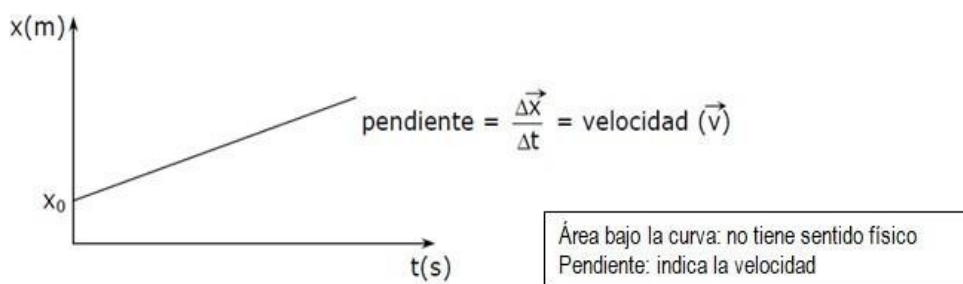 x(m)
pendiente = Δx⃗/Δt = velocidad (v⃗)
x₀
t(s)
Área bajo la curva: no tiene sentido físico
Pendiente: indica la velocidad